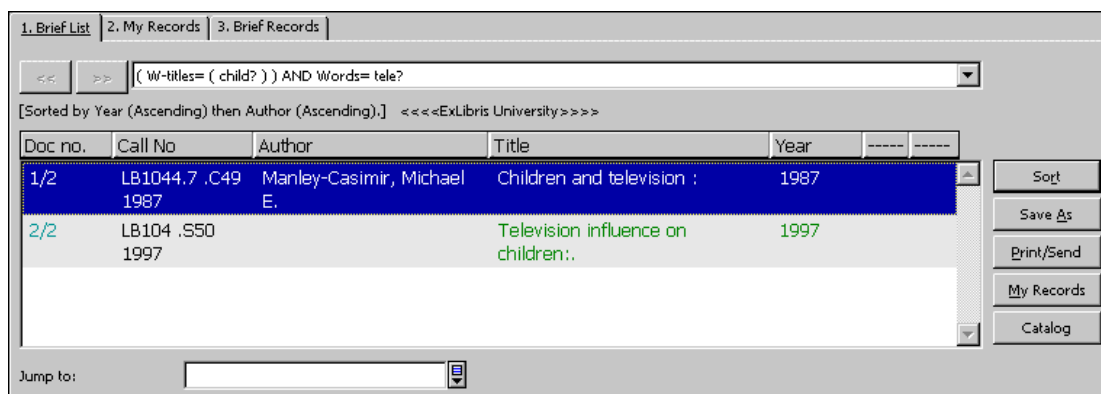 1. Brief List 2. My Records 3. Brief Records
<< >> ( W-titles= ( child? ) ) AND Words= tele?
[Sorted by Year (Ascending) then Author (Ascending).] <<<<ExLibris University>>>>
Doc no. Call No Author Title Year ----- -----
1/2 LB1044.7 .C49 Manley-Casimir, Michael Children and television : 1987
1987 E.
2/2 LB104 .S50 Television influence on 1997
1997 children:.
Sort
Save As
Print/Send
My Records
Catalog
Jump to: